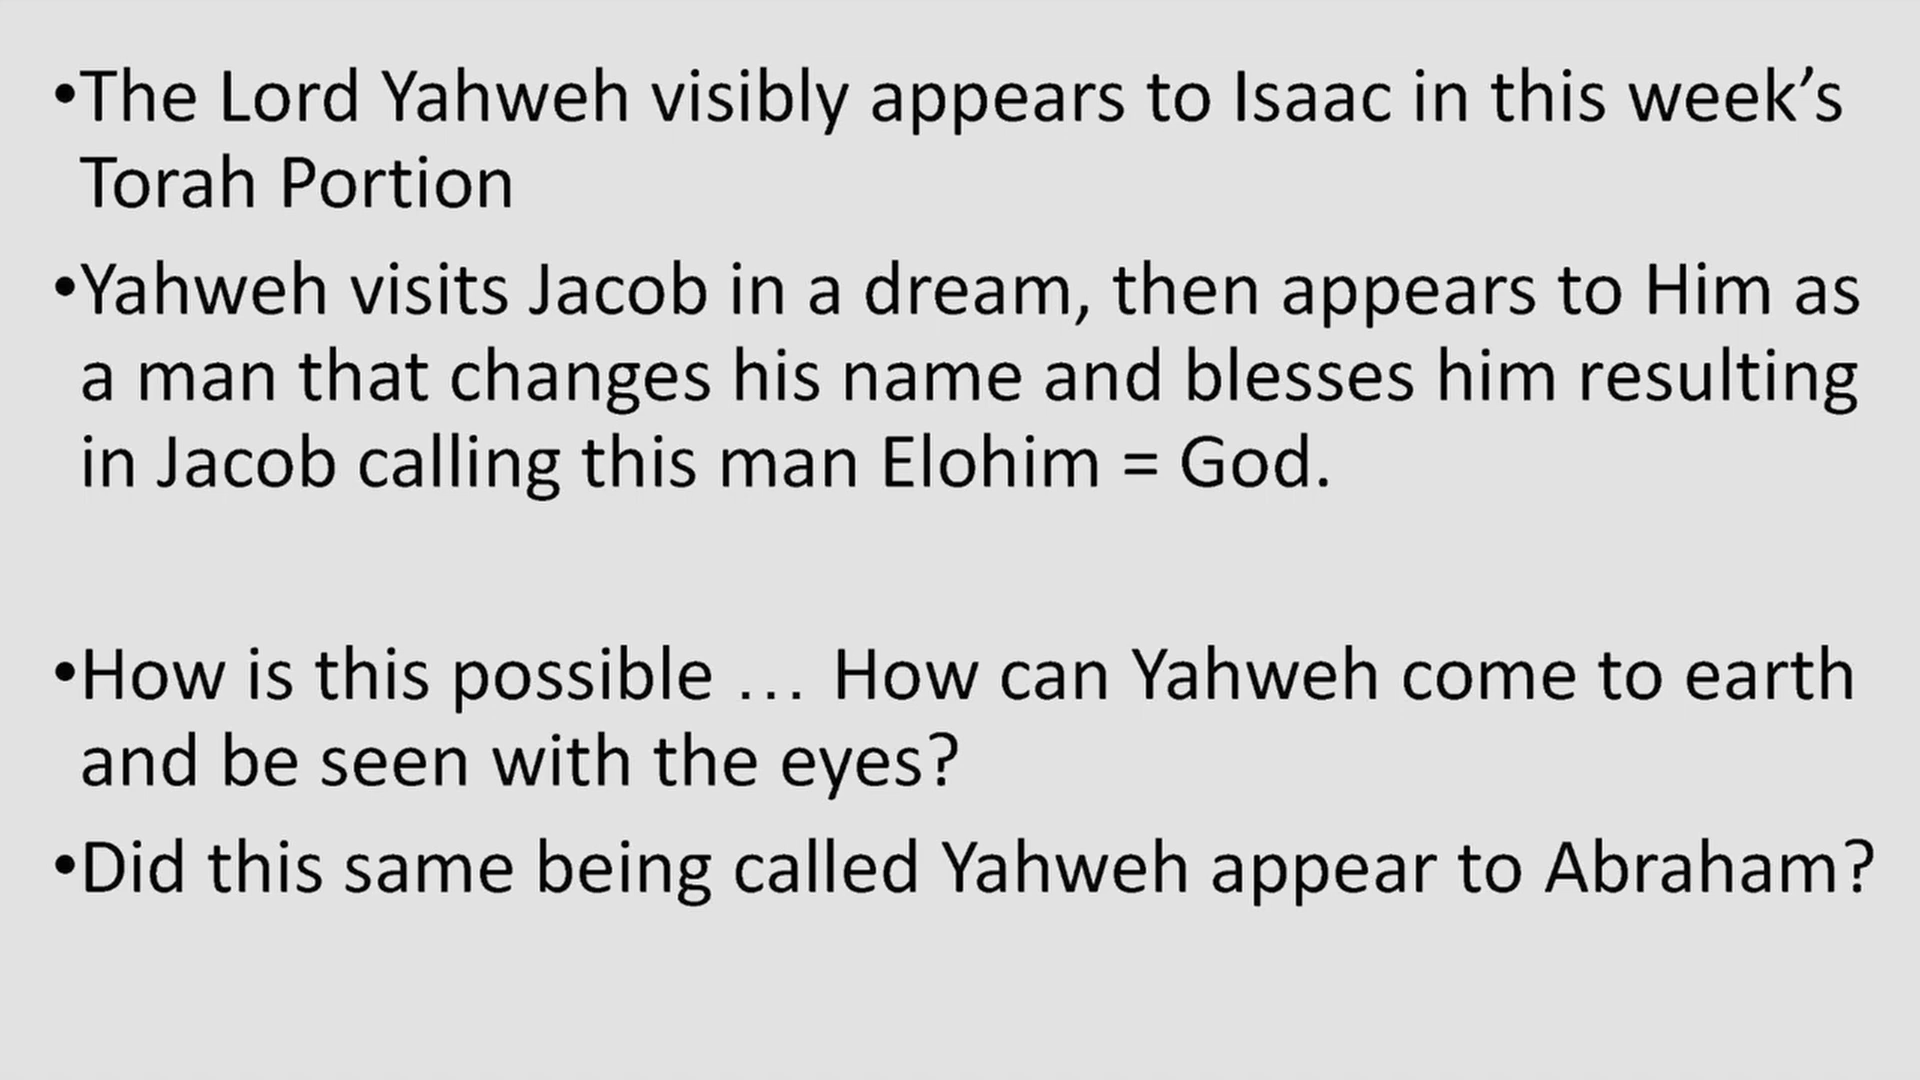 •The Lord Yahweh visibly appears to Isaac in this week’s
Torah Portion
•Yahweh visits Jacob in a dream, then appears to Him as
a man that changes his name and blesses him resulting
in Jacob calling this man Elohim = God.
•How is this possible … How can Yahweh come to earth
and be seen with the eyes?
•Did this same being called Yahweh appear to Abraham?